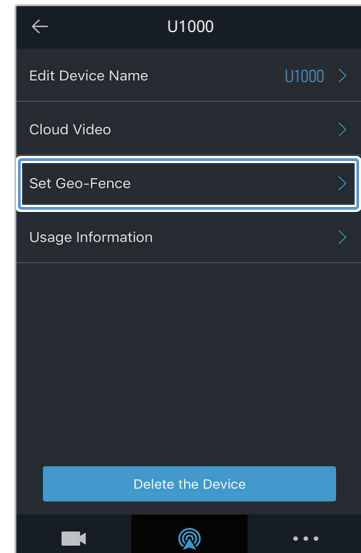 U1000
Edit Device Name U1000
Cloud Video
Set Geo-Fence
Usage Information
Delete the Device